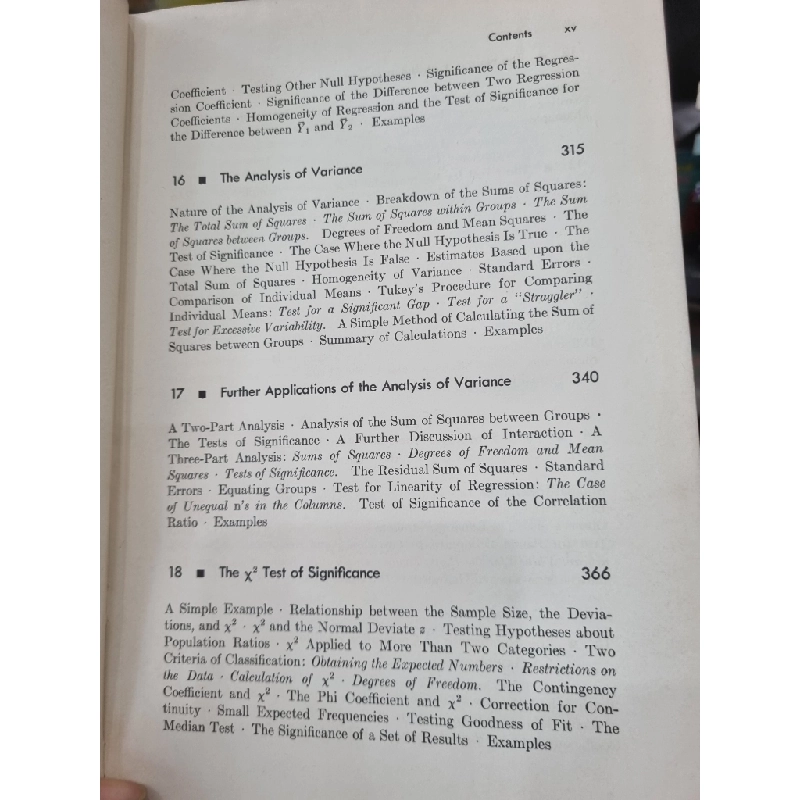 Contents xv
Coefficient · Testing Other Null Hypotheses · Significance of the Regres-
sion Coefficient · Significance of the Difference between Two Regression
Coefficients · Homogeneity of Regression and the Test of Significance for
the Difference between Ȳ₁ and Ȳ₂ · Examples
16 ■ The Analysis of Variance 315
Nature of the Analysis of Variance · Breakdown of the Sums of Squares:
The Total Sum of Squares · The Sum of Squares within Groups · The Sum
of Squares between Groups. Degrees of Freedom and Mean Squares · The
Test of Significance · The Case Where the Null Hypothesis Is True · The
Case Where the Null Hypothesis Is False · Estimates Based upon the
Total Sum of Squares · Homogeneity of Variance · Standard Errors ·
Comparison of Individual Means · Tukey's Procedure for Comparing
Individual Means: Test for a Significant Gap · Test for a "Straggler" ·
Test for Excessive Variability. A Simple Method of Calculating the Sum of
Squares between Groups · Summary of Calculations · Examples
17 ■ Further Applications of the Analysis of Variance 340
A Two-Part Analysis · Analysis of the Sum of Squares between Groups ·
The Tests of Significance · A Further Discussion of Interaction · A
Three-Part Analysis: Sums of Squares · Degrees of Freedom and Mean
Squares · Tests of Significance. The Residual Sum of Squares · Standard
Errors · Equating Groups · Test for Linearity of Regression: The Case
of Unequal n's in the Columns. Test of Significance of the Correlation
Ratio · Examples
18 ■ The χ² Test of Significance 366
A Simple Example · Relationship between the Sample Size, the Devia-
tions, and χ² · χ² and the Normal Deviate z · Testing Hypotheses about
Population Ratios · χ² Applied to More Than Two Categories · Two
Criteria of Classification: Obtaining the Expected Numbers · Restrictions on
the Data · Calculation of χ² · Degrees of Freedom. The Contingency
Coefficient and χ² · The Phi Coefficient and χ² · Correction for Con-
tinuity · Small Expected Frequencies · Testing Goodness of Fit · The
Median Test · The Significance of a Set of Results · Examples